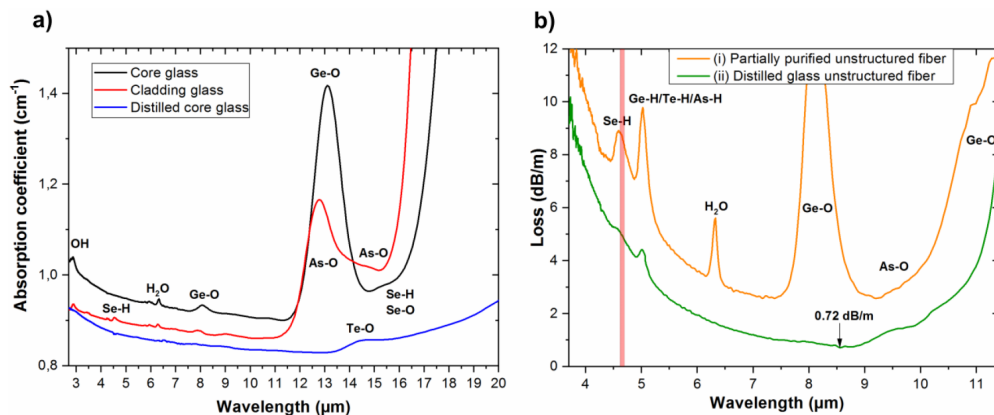 a)
Core glass
Cladding glass
Distilled core glass
Ge-O
OH
Se-H
H2O
Ge-O
As-O
As-O
Se-H
Se-O
Te-O
Absorption coefficient (cm-1)
1,4
1,2
1,0
0,8
3 4 5 6 7 8 9 10 11 12 13 14 15 16 17 18 19 20
Wavelength (µm)
b)
(i) Partially purified unstructured fiber
(ii) Distilled glass unstructured fiber
Ge-H/Te-H/As-H
Se-H
H2O
Ge-O
Ge-O
As-O
0.72 dB/m
Loss (dB/m)
12
10
8
6
4
2
0
4 5 6 7 8 9 10 11
Wavelength (µm)